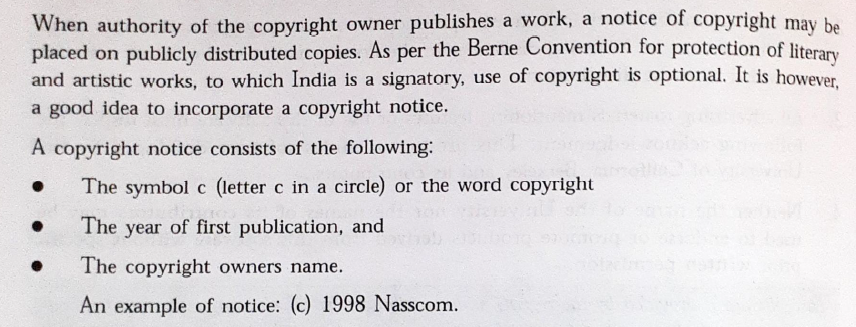 When authority of the copyright owner publishes a work, a notice of copyright may be
placed on publicly distributed copies. As per the Berne Convention for protection of literary
and artistic works, to which India is a signatory, use of copyright is optional. It is however,
a good idea to incorporate a copyright notice.
A copyright notice consists of the following:
● The symbol c (letter c in a circle) or the word copyright
● The year of first publication, and
● The copyright owners name.
An example of notice: (c) 1998 Nasscom.